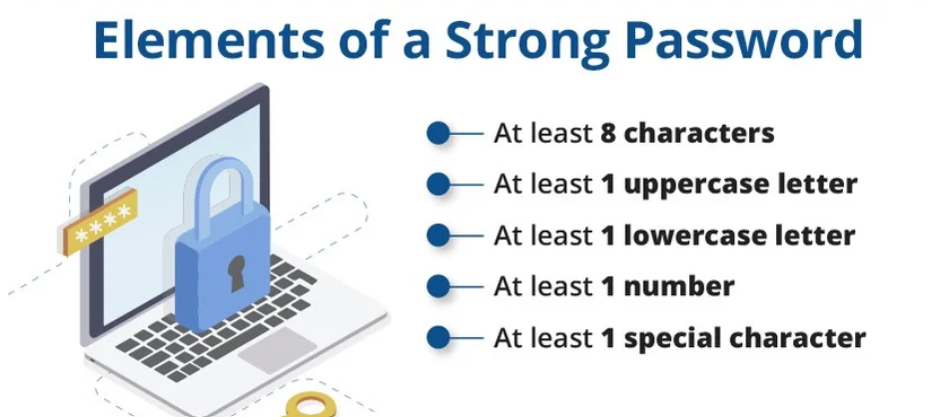 Elements of a Strong Password
At least 8 characters
At least 1 uppercase letter
At least 1 lowercase letter
At least 1 number
At least 1 special character
****